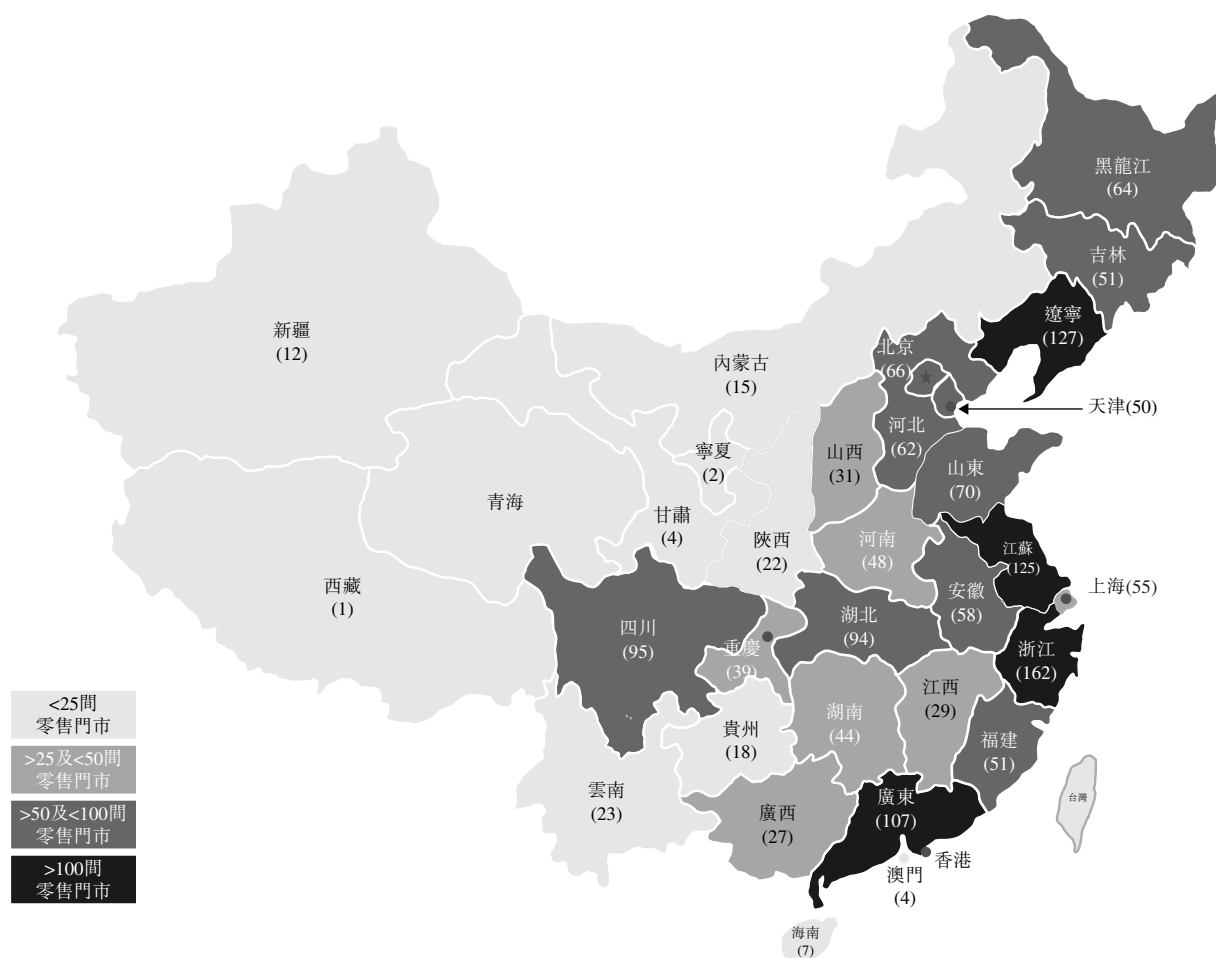 黑龍江
(64)
吉林
(51)
遼寧
(127)
新疆
(12)
內蒙古
(15)
北京
(66)
天津(50)
河北
(62)
寧夏
(2)
山西
(31)
山東
(70)
青海
甘肅
(4)
陝西
(22)
河南
(48)
江蘇
(125)
西藏
(1)
安徽
(58)
上海(55)
四川
(95)
重慶
(39)
湖北
(94)
浙江
(162)
江西
(29)
湖南
(44)
貴州
(18)
福建
(51)
雲南
(23)
廣西
(27)
廣東
(107)
台灣
香港
澳門
(4)
海南
(7)
<25間
零售門市
>25及<50間
零售門市
>50及<100間
零售門市
>100間
零售門市